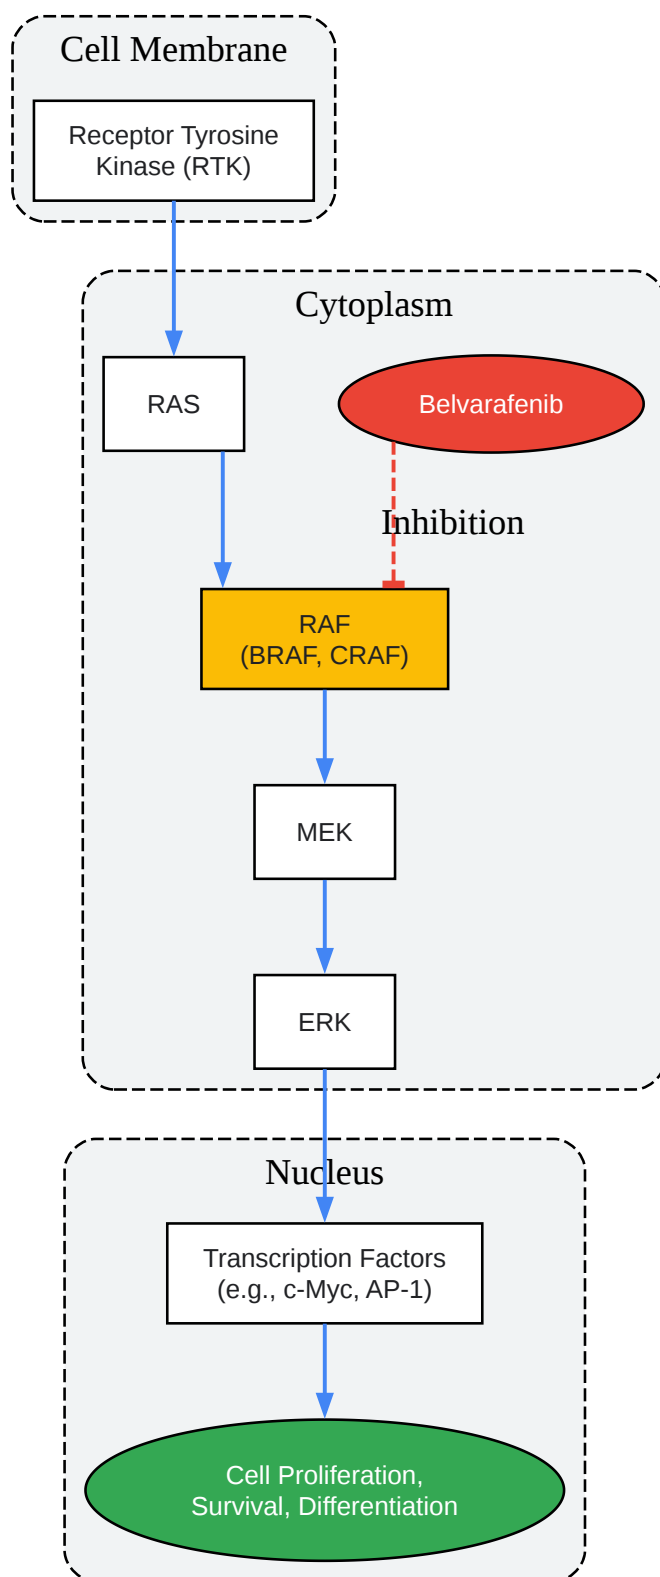 Cell Membrane
Receptor Tyrosine
Kinase (RTK)
Cytoplasm
RAS
Belvarafenib
Inhibition
RAF
(BRAF, CRAF)
MEK
ERK
Nucleus
Transcription Factors
(e.g., c-Myc, AP-1)
Cell Proliferation,
Survival, Differentiation